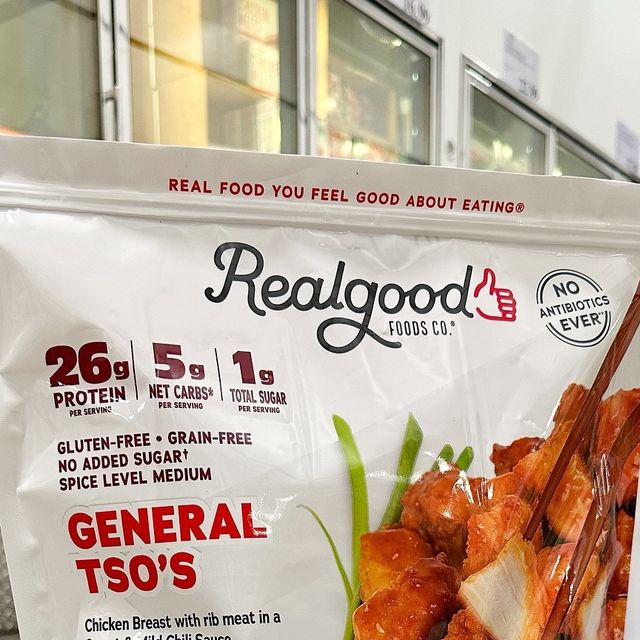 REAL FOOD YOU FEEL GOOD ABOUT EATING®
Realgood
FOODS CO.®
NO
ANTIBIOTICS
EVER
26g
PROTEIN
PER SERVING
5g
NET CARBS*
PER SERVING
1g
TOTAL SUGAR
PER SERVING
GLUTEN-FREE • GRAIN-FREE
NO ADDED SUGAR†
SPICE LEVEL MEDIUM
GENERAL
TSO'S
Chicken Breast with rib meat in a
Chili Sauce